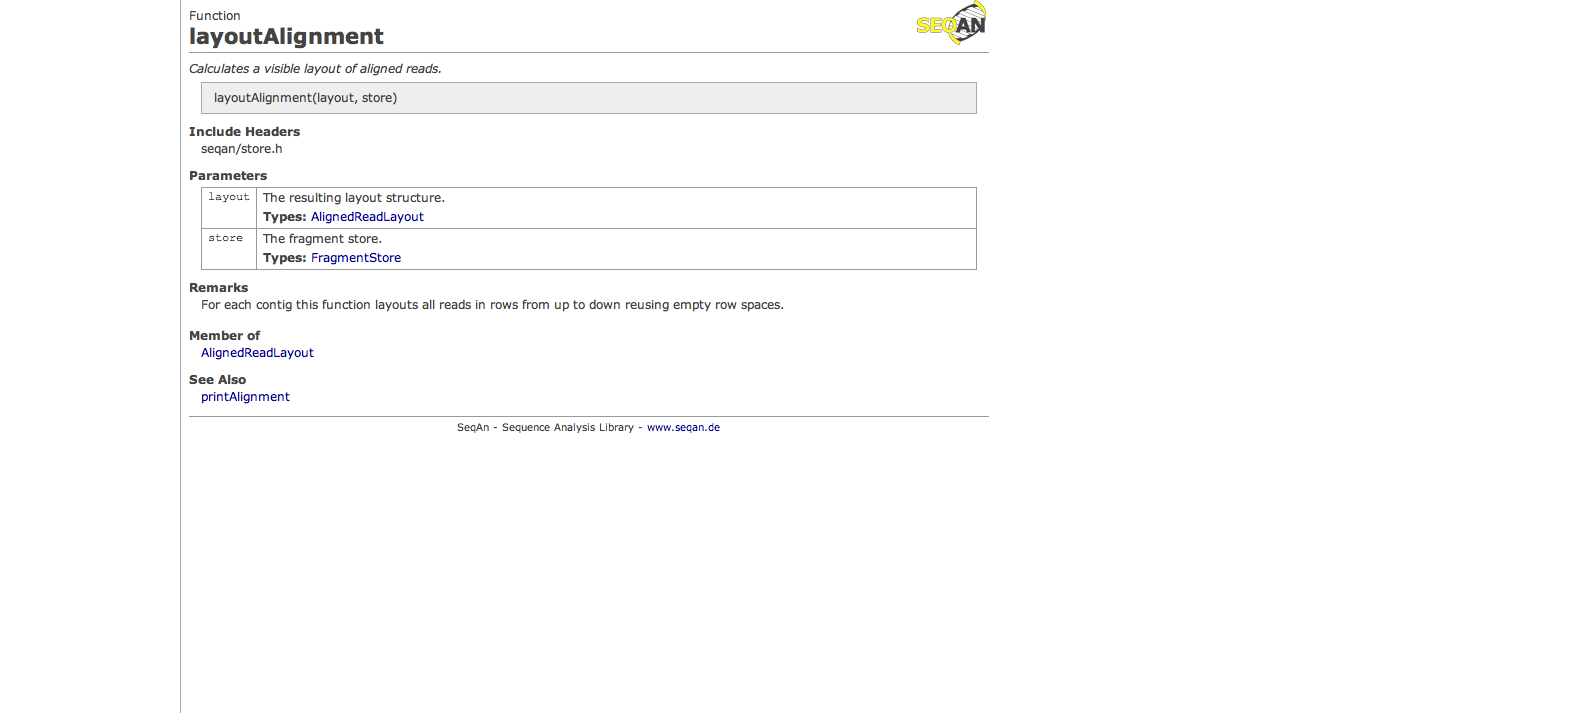 Function
layoutAlignment
SEQAN
Calculates a visible layout of aligned reads.
layoutAlignment(layout, store)
Include Headers
seqan/store.h
Parameters
layout The resulting layout structure.
Types: AlignedReadLayout
store The fragment store.
Types: FragmentStore
Remarks
For each contig this function layouts all reads in rows from up to down reusing empty row spaces.
Member of
AlignedReadLayout
See Also
printAlignment
SeqAn - Sequence Analysis Library - www.seqan.de